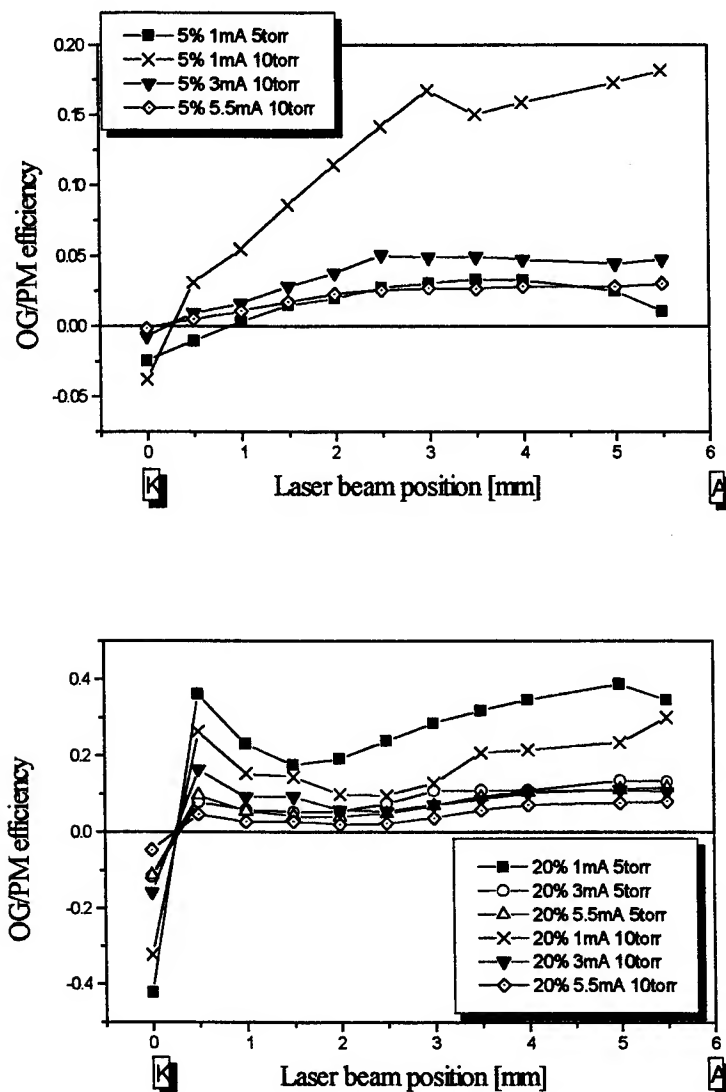 5% 1mA 5torr
5% 1mA 10torr
5% 3mA 10torr
5% 5.5mA 10torr
0.20
0.15
0.10
0.05
0.00
-0.05
OG/PM efficiency
0 1 2 3 4 5 6
K Laser beam position [mm] A
0.4
0.2
0.0
-0.2
-0.4
OG/PM efficiency
20% 1mA 5torr
20% 3mA 5torr
20% 5.5mA 5torr
20% 1mA 10torr
20% 3mA 10torr
20% 5.5mA 10torr
0 1 2 3 4 5 6
K Laser beam position [mm] A